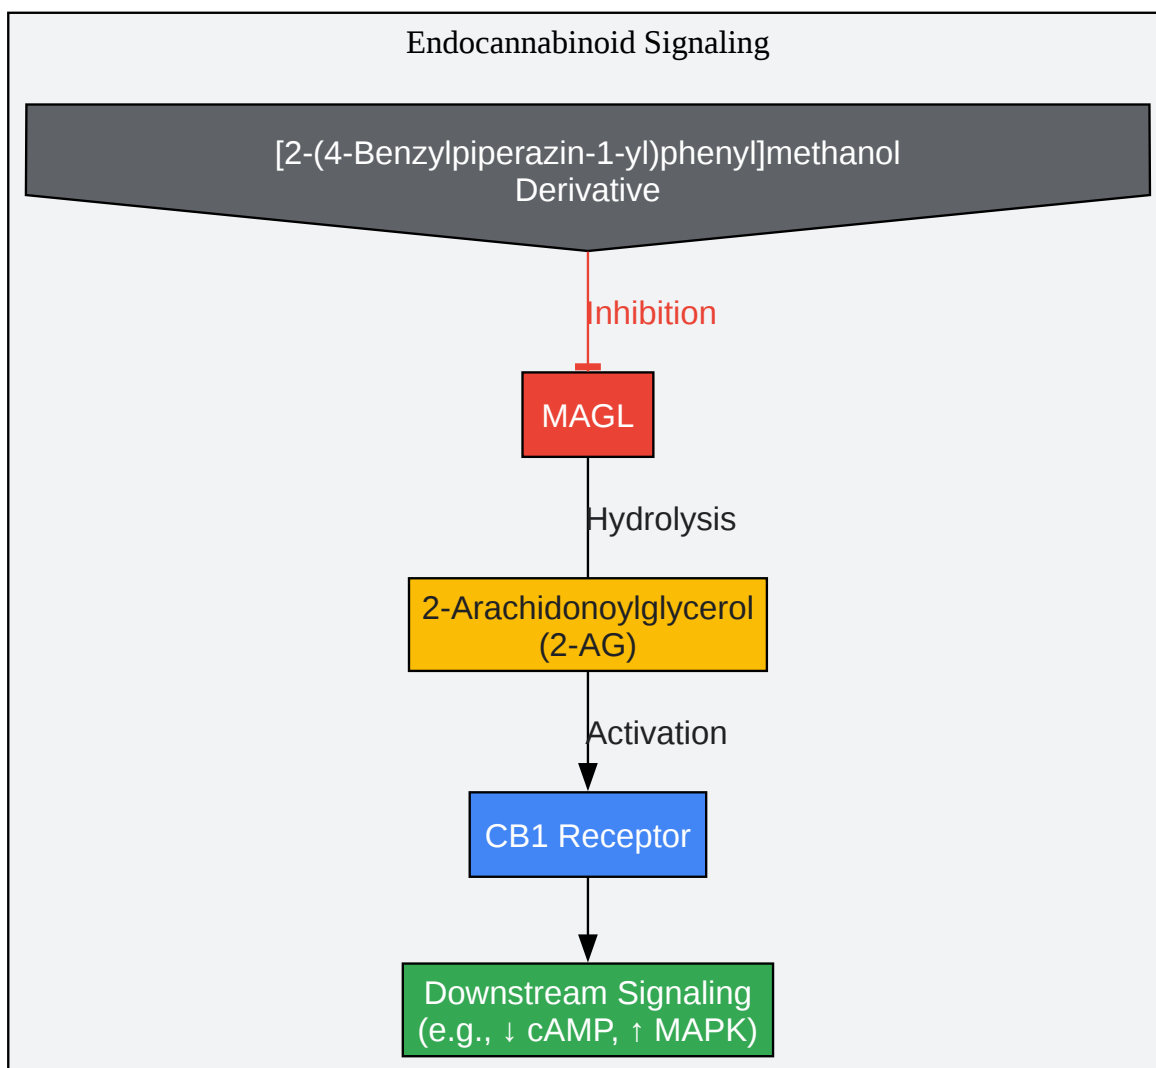 Endocannabinoid Signaling
[2-(4-Benzylpiperazin-1-yl)phenyl]methanol
Derivative
Inhibition
MAGL
Hydrolysis
2-Arachidonoylglycerol
(2-AG)
Activation
CB1 Receptor
Downstream Signaling
(e.g., ↓ cAMP, ↑ MAPK)